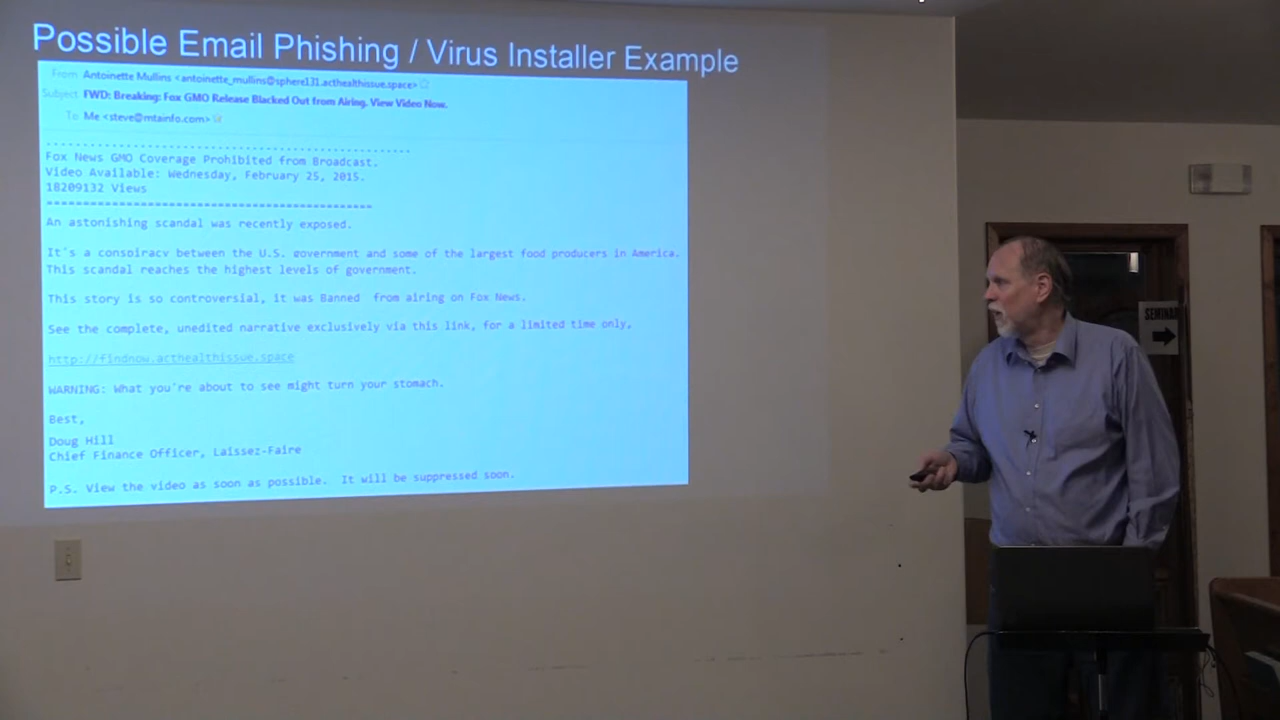 Possible Email Phishing / Virus Installer Example
From Antoinette Mullins <antoinette_mullins@sphere131.acthealthissue.space>
Subject FWD: Breaking: Fox GMO Release Blacked Out from Airing. View Video Now.
To Me <steve@mtainfo.com>
Fox News GMO Coverage Prohibited from Broadcast.
Video Available: Wednesday, February 25, 2015.
18209132 Views
An astonishing scandal was recently exposed.
It's a conspiracy between the U.S. government and some of the largest food producers in America.
This scandal reaches the highest levels of government.
This story is so controversial, it was Banned  from airing on Fox News.
See the complete, unedited narrative exclusively via this link, for a limited time only,
http://findnow.acthealthissue.space
WARNING: What you're about to see might turn your stomach.
Best,
Doug Hill
Chief Finance Officer, Laissez-Faire
P.S. View the video as soon as possible.  It will be suppressed soon.
SEMINAR